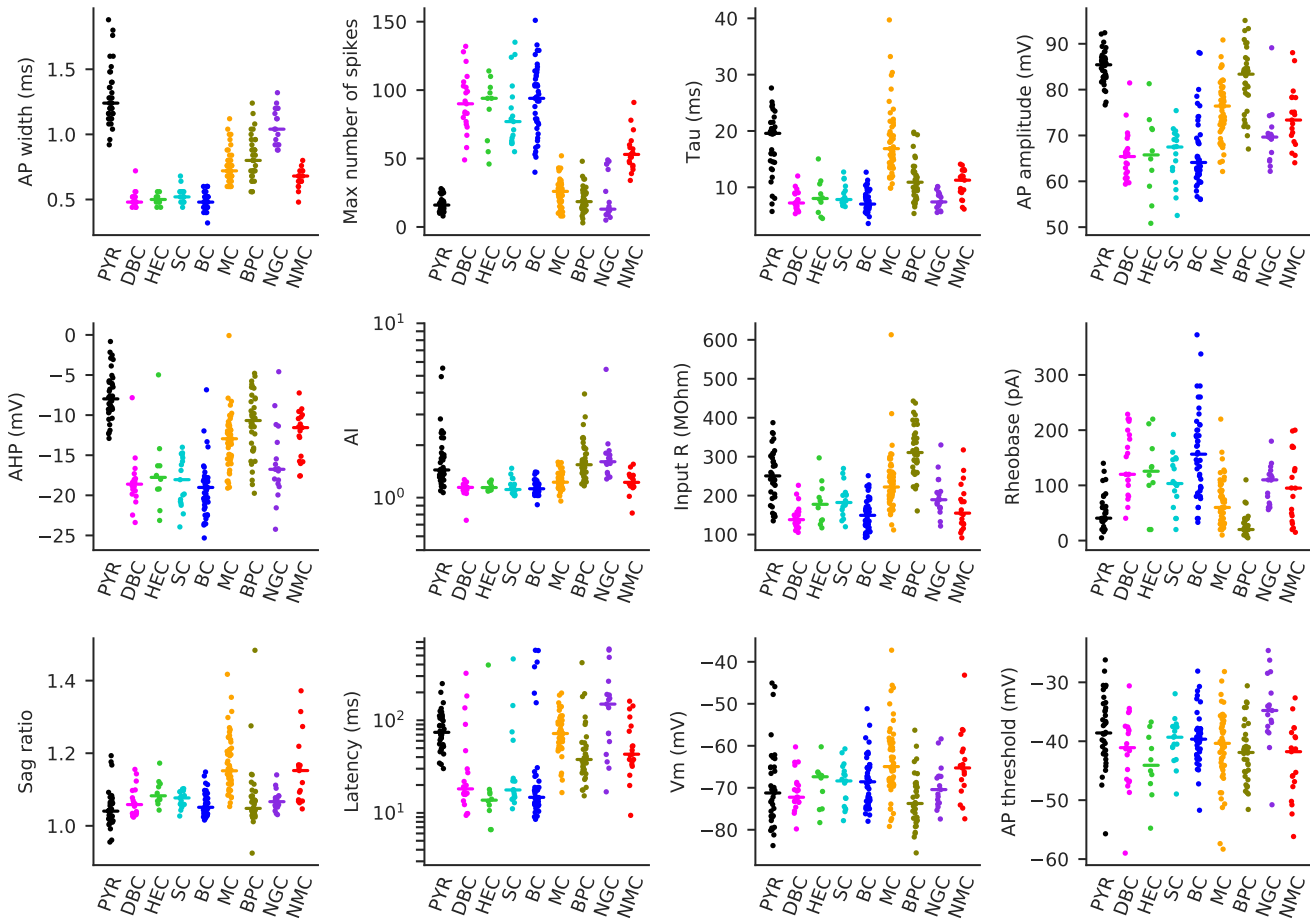 AP width (ms)
1.5
1.0
0.5
PYR
DBC
HEC
SC
BC
MC
BPC
NGC
NMC
Max number of spikes
150
100
50
0
PYR
DBC
HEC
SC
BC
MC
BPC
NGC
NMC
Tau (ms)
40
30
20
10
PYR
DBC
HEC
SC
BC
MC
BPC
NGC
NMC
AP amplitude (mV)
90
80
70
60
50
PYR
DBC
HEC
SC
BC
MC
BPC
NGC
NMC
AHP (mV)
0
−5
−10
−15
−20
−25
PYR
DBC
HEC
SC
BC
MC
BPC
NGC
NMC
AI
10¹
10⁰
PYR
DBC
HEC
SC
BC
MC
BPC
NGC
NMC
Input R (MOhm)
600
500
400
300
200
100
PYR
DBC
HEC
SC
BC
MC
BPC
NGC
NMC
Rheobase (pA)
300
200
100
0
PYR
DBC
HEC
SC
BC
MC
BPC
NGC
NMC
Sag ratio
1.4
1.2
1.0
PYR
DBC
HEC
SC
BC
MC
BPC
NGC
NMC
Latency (ms)
10²
10¹
PYR
DBC
HEC
SC
BC
MC
BPC
NGC
NMC
Vm (mV)
−40
−50
−60
−70
−80
PYR
DBC
HEC
SC
BC
MC
BPC
NGC
NMC
AP threshold (mV)
−30
−40
−50
−60
PYR
DBC
HEC
SC
BC
MC
BPC
NGC
NMC